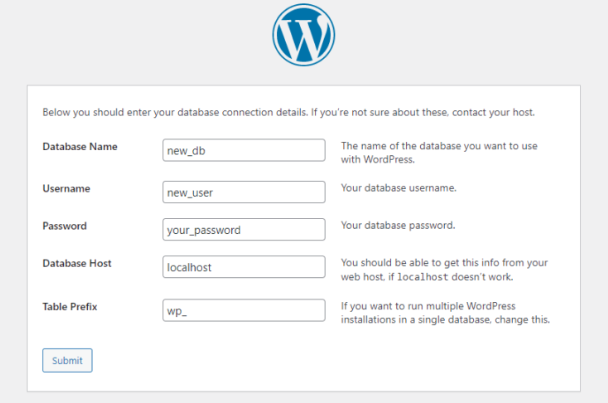 Below you should enter your database connection details. If you're not sure about these, contact your host.
Database Name
new_db
The name of the database you want to use
with WordPress.
Username
new_user
Your database username.
Password
your_password
Your database password.
Database Host
localhost
You should be able to get this info from your
web host, if localhost doesn't work.
Table Prefix
wp_
If you want to run multiple WordPress
installations in a single database, change this.
Submit